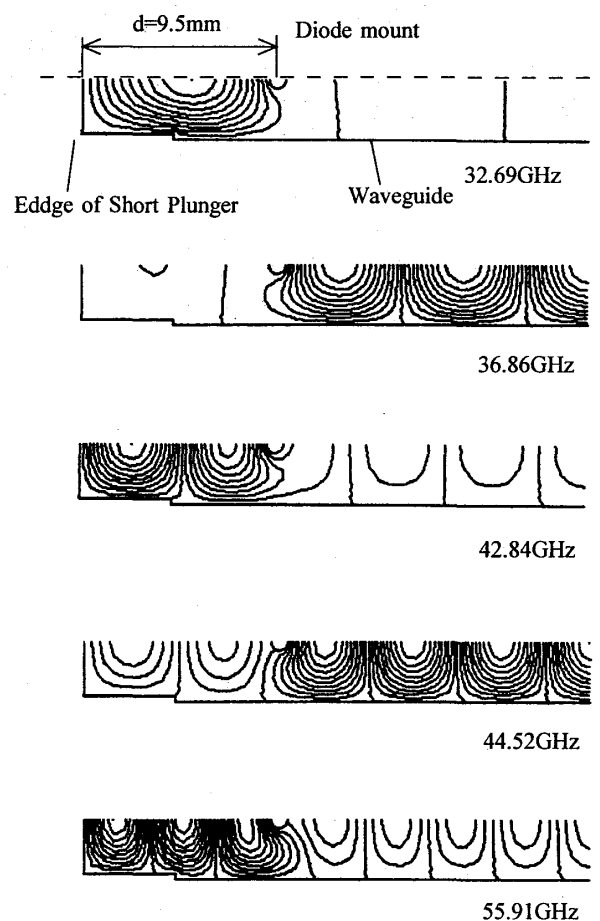 d=9.5mm
Diode mount
32.69GHz
Eddge of Short Plunger
Waveguide
36.86GHz
42.84GHz
44.52GHz
55.91GHz